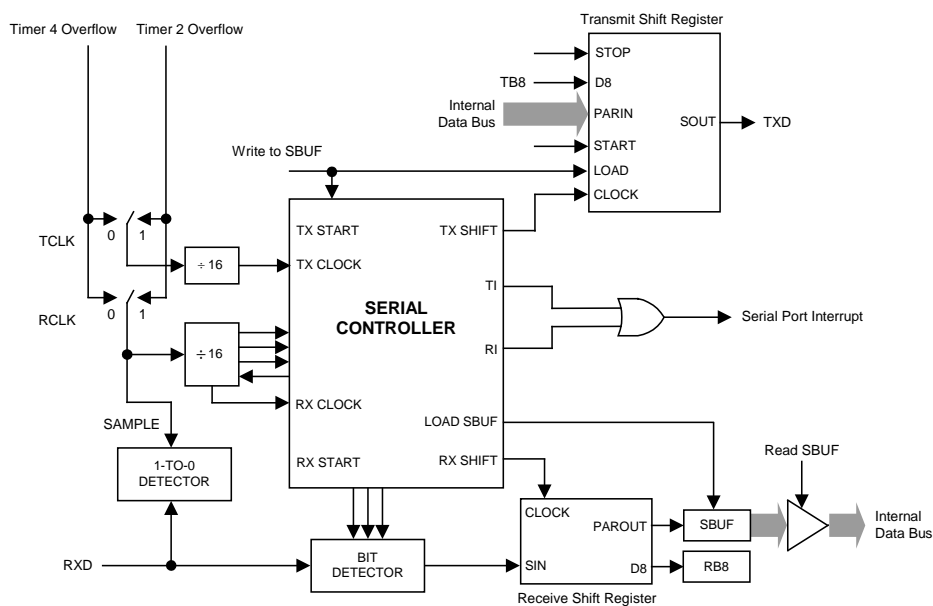 Transmit Shift Register
Timer 4 Overflow
Timer 2 Overflow
STOP
TB8
D8
Internal
Data Bus
PARIN
SOUT
TXD
START
Write to SBUF
LOAD
CLOCK
TX START
TX SHIFT
TCLK
0
1
÷ 16
TX CLOCK
TI
SERIAL
CONTROLLER
Serial Port Interrupt
RCLK
0
1
÷ 16
RI
RX CLOCK
SAMPLE
LOAD SBUF
1-TO-0
DETECTOR
RX START
RX SHIFT
Read SBUF
CLOCK
PAROUT
SBUF
Internal
Data Bus
RXD
BIT
DETECTOR
SIN
D8
RB8
Receive Shift Register